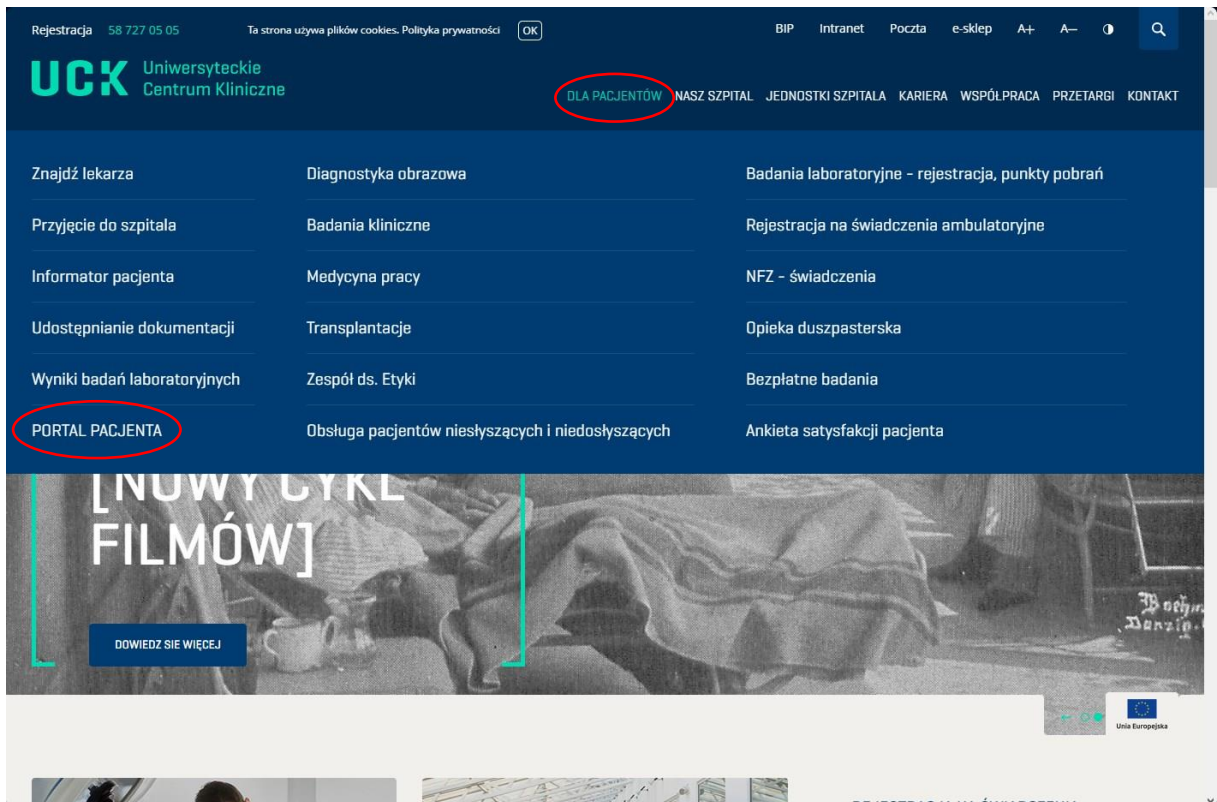 Rejestracja 58 727 05 05 Ta strona używa plików cookies. Polityka prywatności OK BIP Intranet Poczta e-sklep A+ A–
UCK Uniwersyteckie
Centrum Kliniczne
DLA PACJENTÓW NASZ SZPITAL JEDNOSTKI SZPITALA KARIERA WSPÓŁPRACA PRZETARGI KONTAKT
Znajdź lekarza Diagnostyka obrazowa Badania laboratoryjne - rejestracja, punkty pobrań
Przyjęcie do szpitala Badania kliniczne Rejestracja na świadczenia ambulatoryjne
Informator pacjenta Medycyna pracy NFZ - świadczenia
Udostępnianie dokumentacji Transplantacje Opieka duszpasterska
Wyniki badań laboratoryjnych Zespół ds. Etyki Bezpłatne badania
PORTAL PACJENTA Obsługa pacjentów niesłyszących i niedosłyszących Ankieta satysfakcji pacjenta
[NOWY CYKL
FILMÓW]
DOWIEDZ SIE WIĘCEJ
Danzig.
Unia Europejska